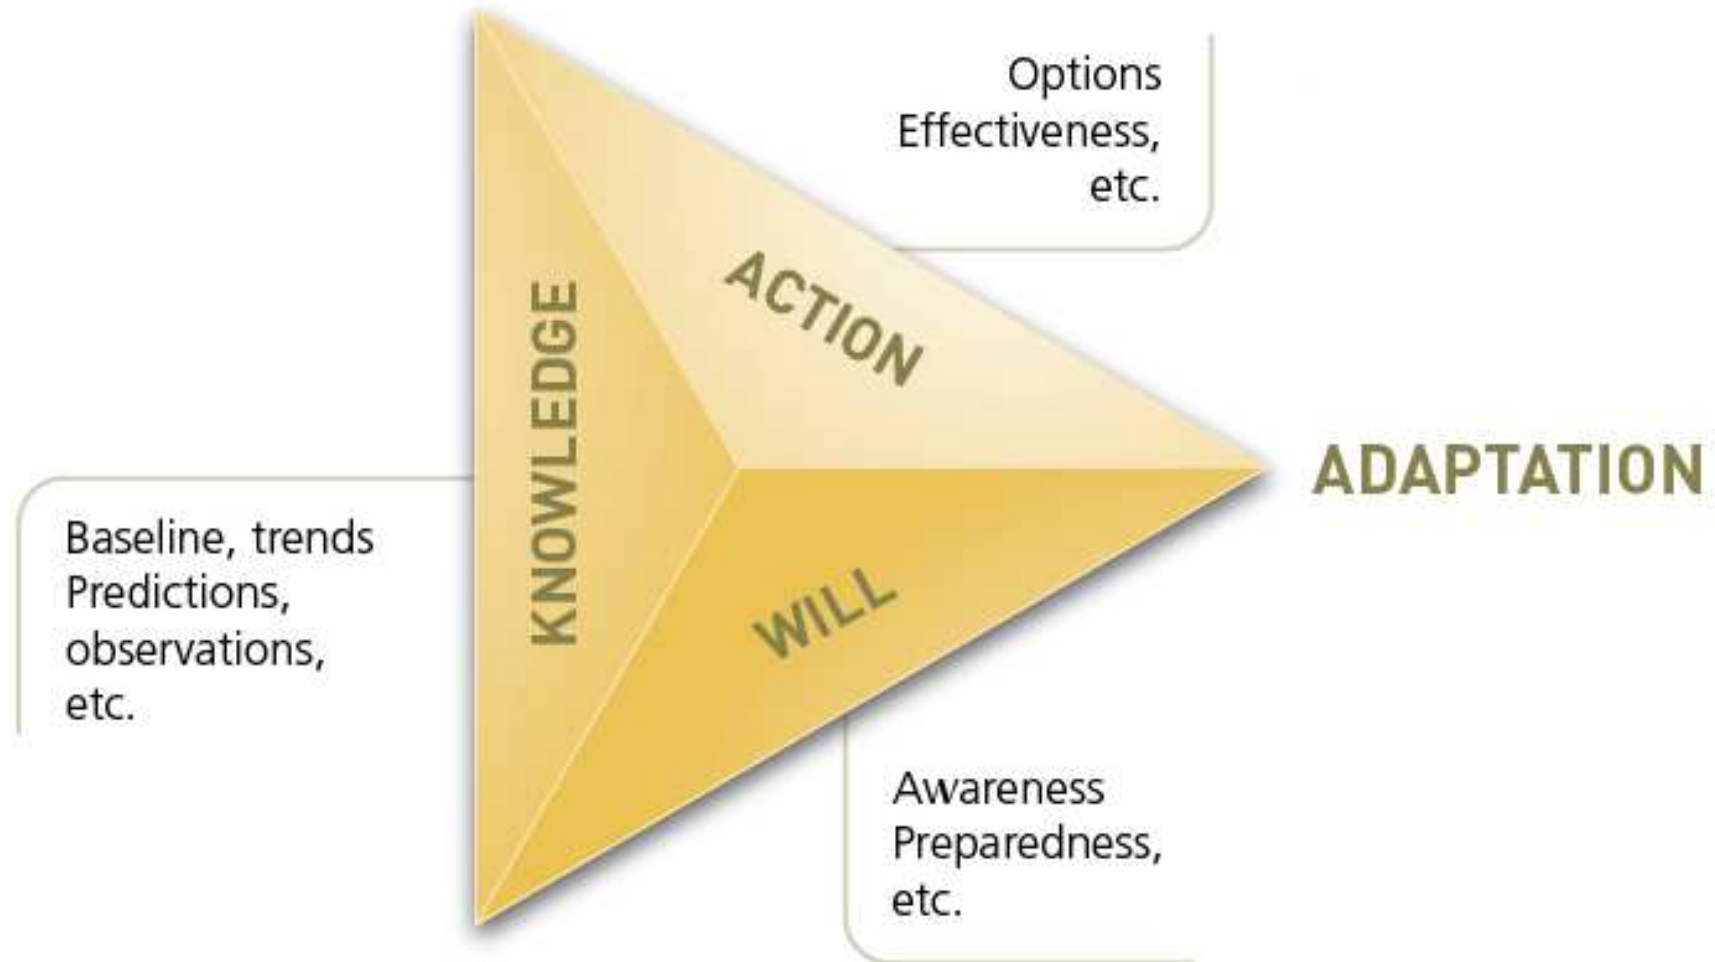 Options
Effectiveness,
etc.
ACTION
KNOWLEDGE
ADAPTATION
Baseline, trends
Predictions,
observations,
etc.
WILL
Awareness
Preparedness,
etc.